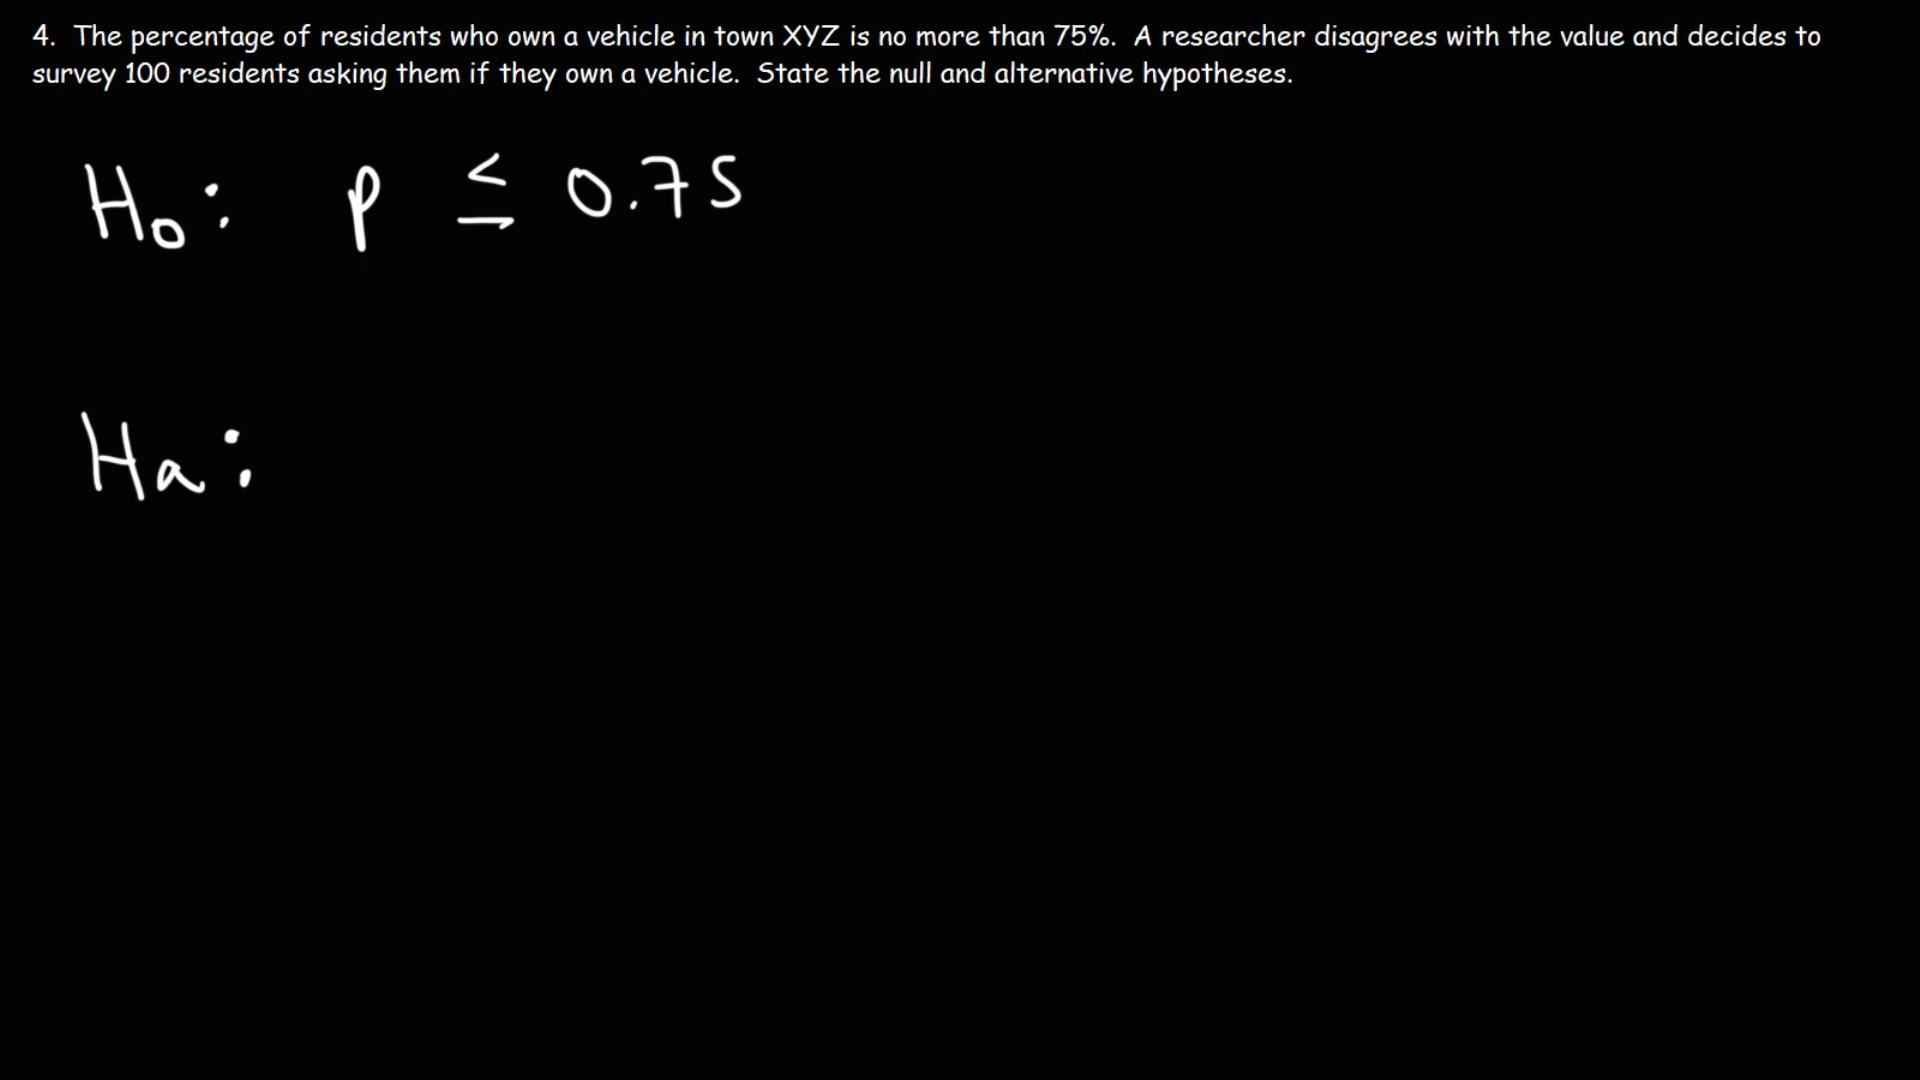 4. The percentage of residents who own a vehicle in town XYZ is no more than 75%. A researcher disagrees with the value and decides to
survey 100 residents asking them if they own a vehicle. State the null and alternative hypotheses.
H₀: p ≤ 0.75
Ha: